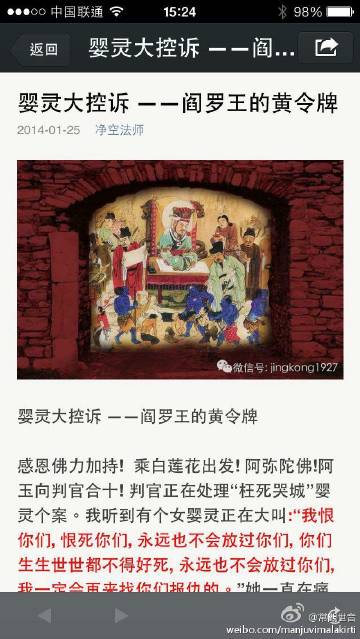 中国联通
15:24
98%
返回
婴灵大控诉 ——阎...
婴灵大控诉 ——阎罗王的黄令牌
2014-01-25 净空法师
微信号: jingkong1927
婴灵大控诉 ——阎罗王的黄令牌
感恩佛力加持! 乘白莲花出发! 阿弥陀佛!阿
玉向判官合十! 判官正在处理“枉死哭城”婴
灵个案。我听到有个女婴灵正在大叫:“我恨
你们, 恨死你们, 永远也不会放过你们, 你们
生生世世都不得好死, 永远也不会放过你们,
我一定会再来找你们报仇的。”她一直在痛
weibo.com/manjuvimalakirti